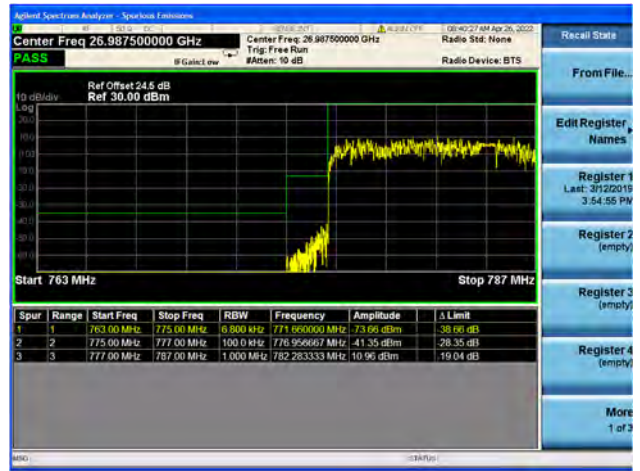 Agilent Spectrum Analyzer - Spurious Emissions
Center Freq 26.987500000 GHz
PASS
IFGain:Low
Center Freq: 26.987500000 GHz
Trig: Free Run
#Atten: 10 dB
08:40:27 AM Apr 26, 2022
Radio Std: None
Radio Device: BTS
Ref Offset 24.5 dB
10 dB/div Ref 30.00 dBm
Log
20.0
10.0
Start 763 MHz
Stop 787 MHz
Spur Range Start Freq Stop Freq RBW Frequency Amplitude Δ Limit
1 1 763.00 MHz 775.00 MHz 6.800 kHz 771.660000 MHz -73.66 dBm -38.66 dB
2 2 775.00 MHz 777.00 MHz 100.0 kHz 776.956667 MHz -41.35 dBm -28.35 dB
3 3 777.00 MHz 787.00 MHz 1.000 MHz 782.283333 MHz 10.96 dBm -19.04 dB
MSG
STATUS
Recall State
From File...
Edit Register
Names
Register 1
Last: 3/12/2019
3:54:55 PM
Register 2
(empty)
Register 3
(empty)
Register 4
(empty)
More
1 of 3